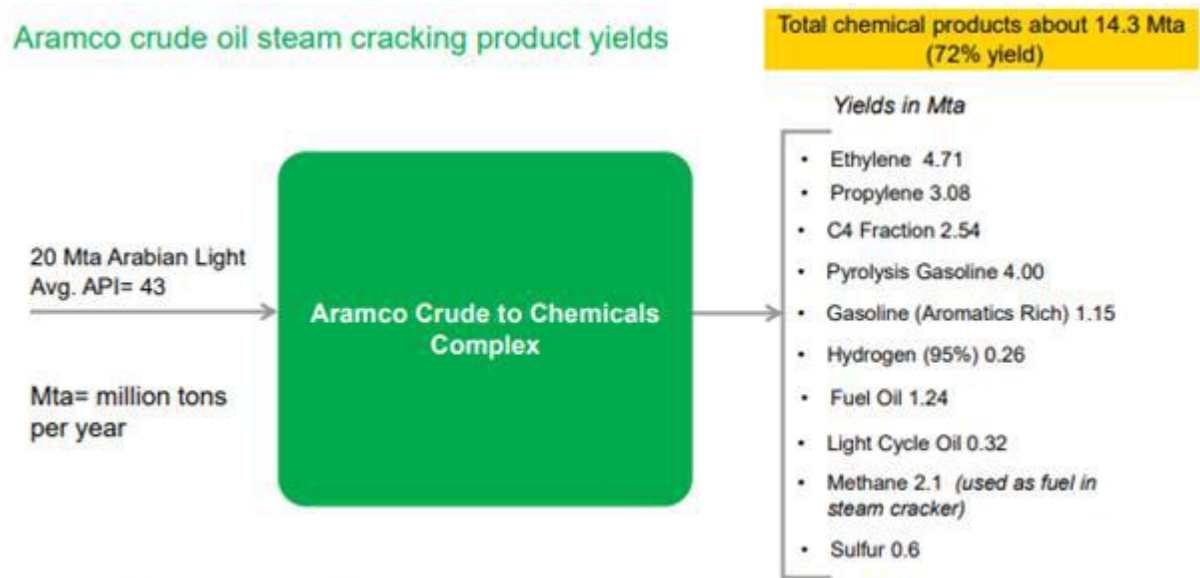 Aramco crude oil steam cracking product yields
Total chemical products about 14.3 Mta
(72% yield)
Yields in Mta
20 Mta Arabian Light
Avg. API= 43
Mta= million tons
per year
Aramco Crude to Chemicals
Complex
• Ethylene 4.71
• Propylene 3.08
• C4 Fraction 2.54
• Pyrolysis Gasoline 4.00
• Gasoline (Aromatics Rich) 1.15
• Hydrogen (95%) 0.26
• Fuel Oil 1.24
• Light Cycle Oil 0.32
• Methane 2.1 (used as fuel in
steam cracker)
• Sulfur 0.6